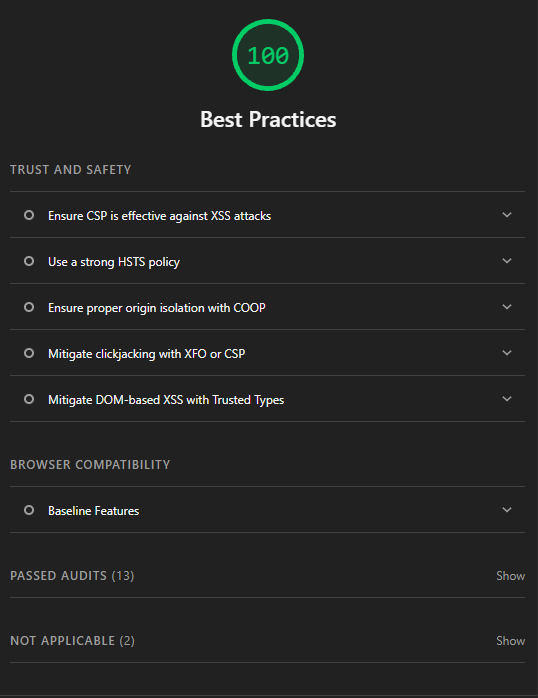 100
Best Practices
TRUST AND SAFETY
Ensure CSP is effective against XSS attacks
Use a strong HSTS policy
Ensure proper origin isolation with COOP
Mitigate clickjacking with XFO or CSP
Mitigate DOM-based XSS with Trusted Types
BROWSER COMPATIBILITY
Baseline Features
PASSED AUDITS (13) Show
NOT APPLICABLE (2) Show